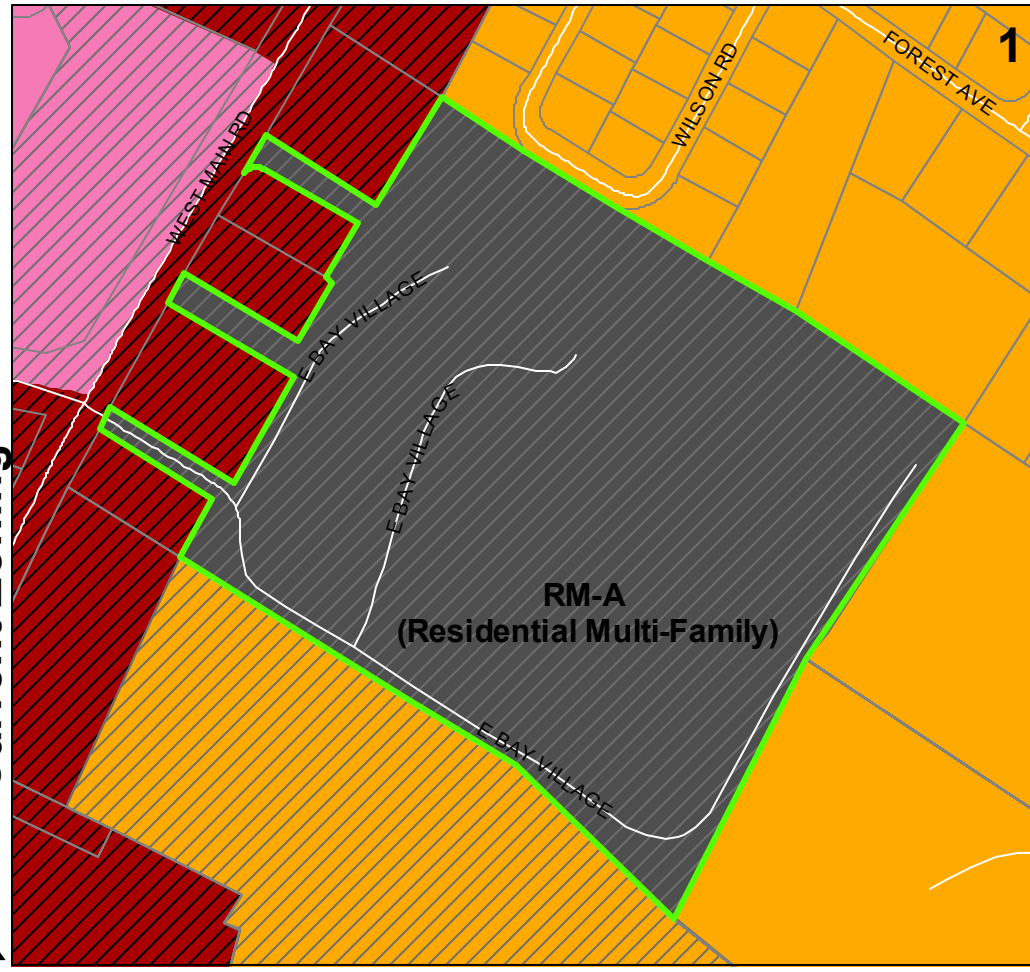 1
FOREST AVE
WILSON RD
WEST MAIN RD
E BAY VILLAGE
E BAY VILLAGE
RM-A
(Residential Multi-Family)
E BAY VILLAGE